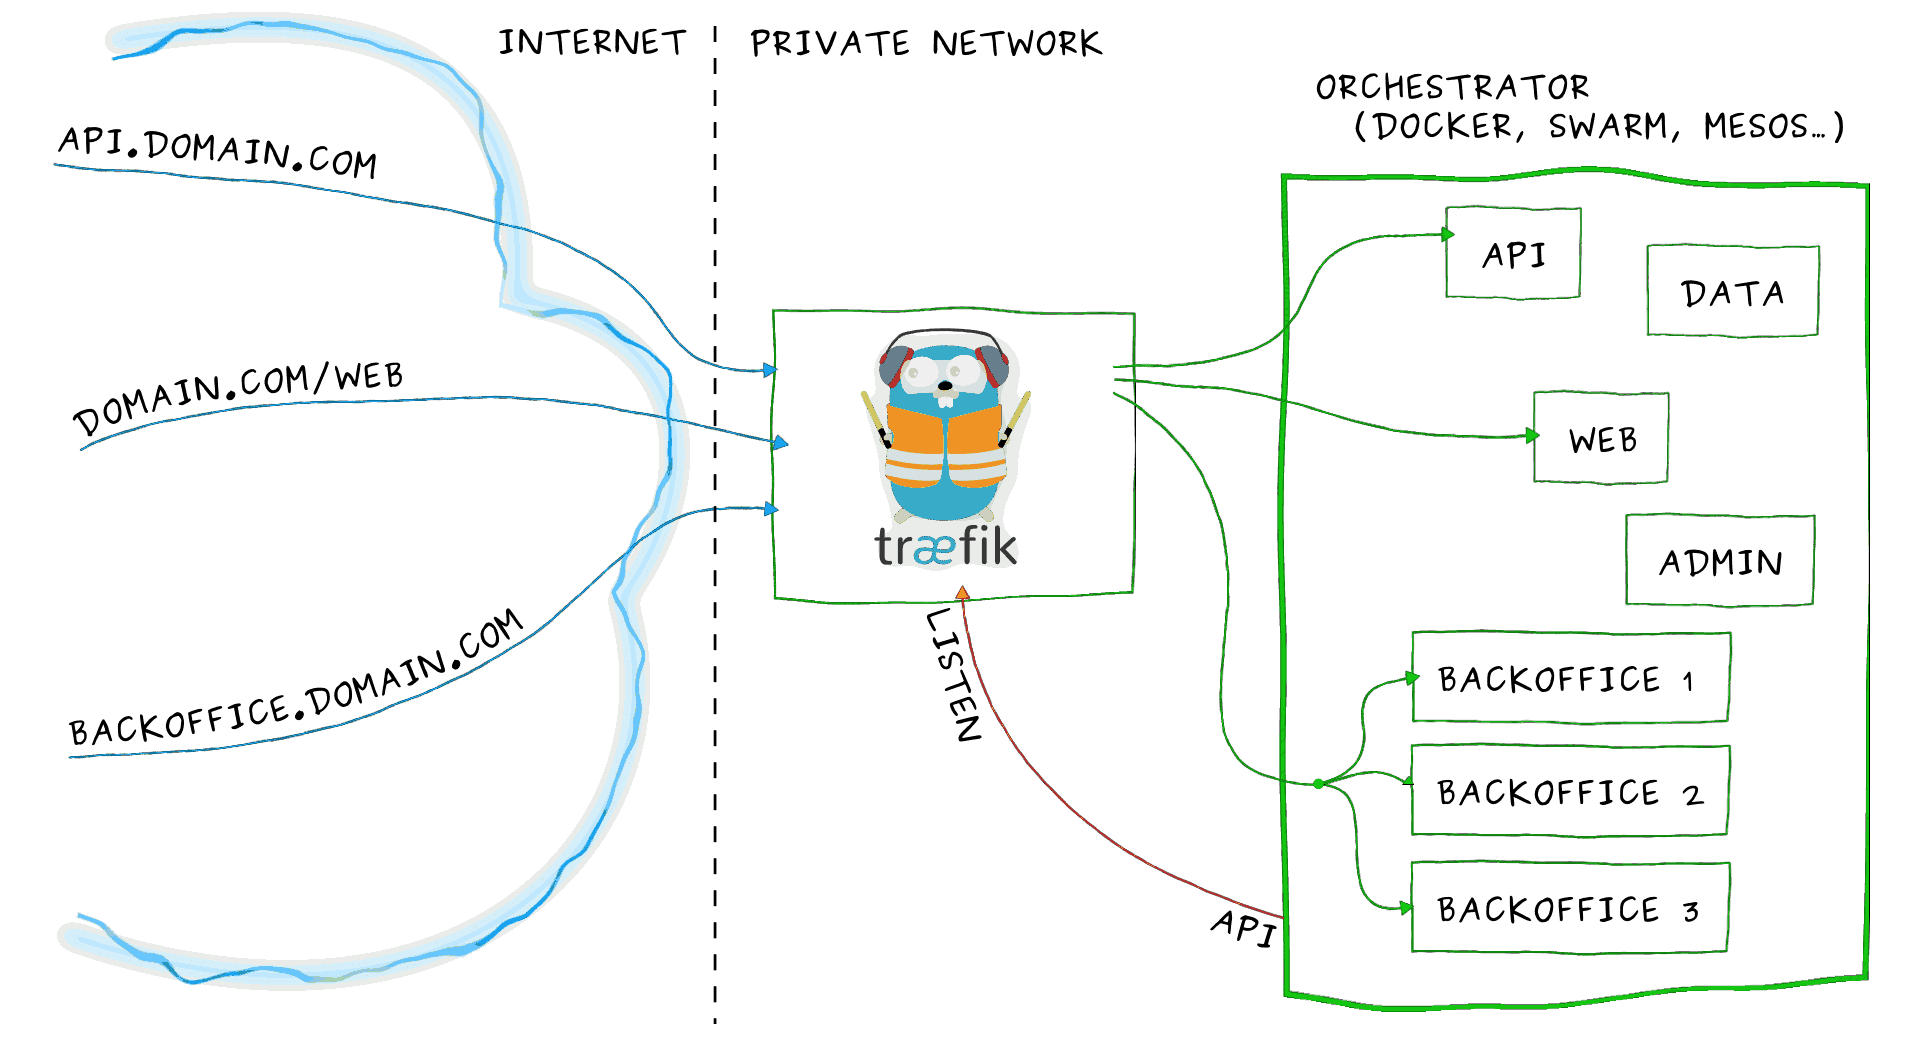 INTERNET
PRIVATE NETWORK
ORCHESTRATOR
(DOCKER, SWARM, MESOS...)
API.DOMAIN.COM
DOMAIN.COM/WEB
BACKOFFICE.DOMAIN.COM
træfik
LISTEN
API
API
DATA
WEB
ADMIN
BACKOFFICE 1
BACKOFFICE 2
BACKOFFICE 3